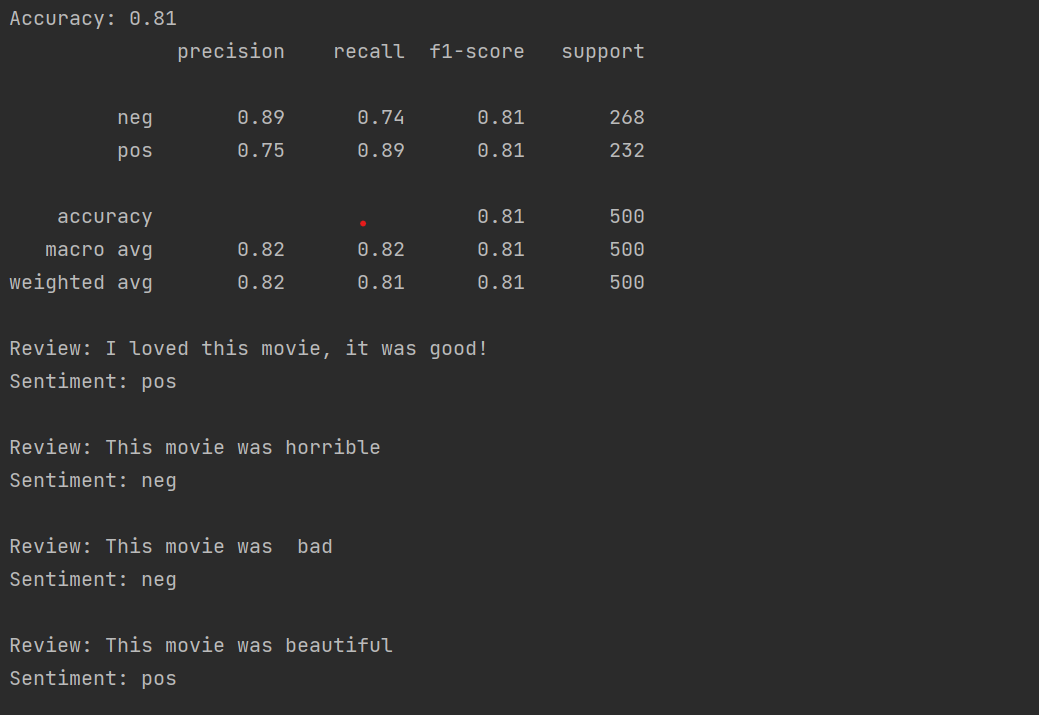 Accuracy: 0.81
precision recall f1-score support
neg 0.89 0.74 0.81 268
pos 0.75 0.89 0.81 232
accuracy 0.81 500
macro avg 0.82 0.82 0.81 500
weighted avg 0.82 0.81 0.81 500
Review: I loved this movie, it was good!
Sentiment: pos
Review: This movie was horrible
Sentiment: neg
Review: This movie was  bad
Sentiment: neg
Review: This movie was beautiful
Sentiment: pos